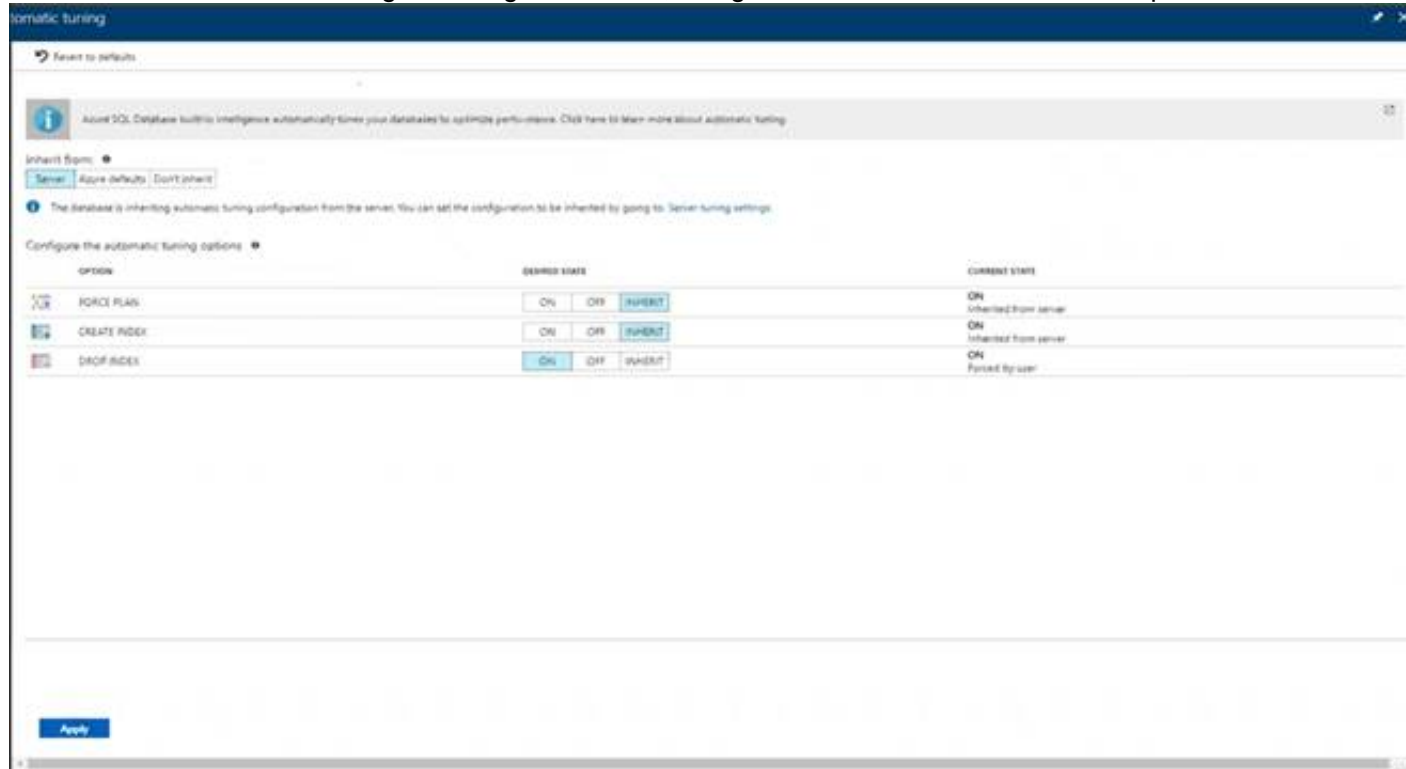 omatic tuning
Revert to defaults
Azure SQL Database built-in intelligence automatically tunes your databases to optimize performance. Click here to learn more about automatic tuning.
Inherit from:
Server Azure defaults Don't inherit
The database is inheriting automatic tuning configuration from the server. You can set the configuration to be inherited by going to: Server tuning settings
Configure the automatic tuning options
OPTION DESIRED STATE CURRENT STATE
FORCE PLAN ON OFF INHERIT ON
Inherited from server
CREATE INDEX ON OFF INHERIT ON
Inherited from server
DROP INDEX ON OFF INHERIT ON
Forced by user
Apply